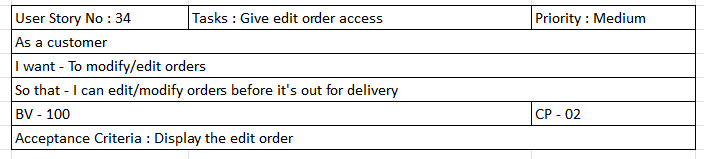 User Story No : 34 Tasks : Give edit order access Priority : Medium
As a customer
I want - To modify/edit orders
So that - I can edit/modify orders before it's out for delivery
BV - 100 CP - 02
Acceptance Criteria : Display the edit order